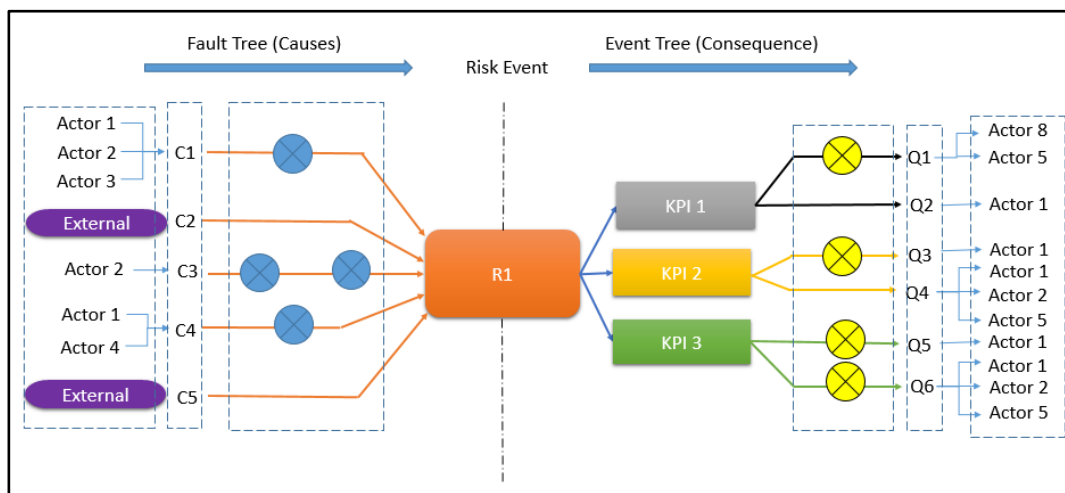 Fault Tree (Causes)
Risk Event
Event Tree (Consequence)
Actor 1
Actor 2
Actor 3
C1
External
C2
Actor 2
C3
Actor 1
Actor 4
C4
External
C5
R1
KPI 1
KPI 2
KPI 3
Q1
Actor 8
Actor 5
Q2
Actor 1
Q3
Actor 1
Q4
Actor 1
Actor 2
Actor 5
Q5
Actor 1
Q6
Actor 1
Actor 2
Actor 5